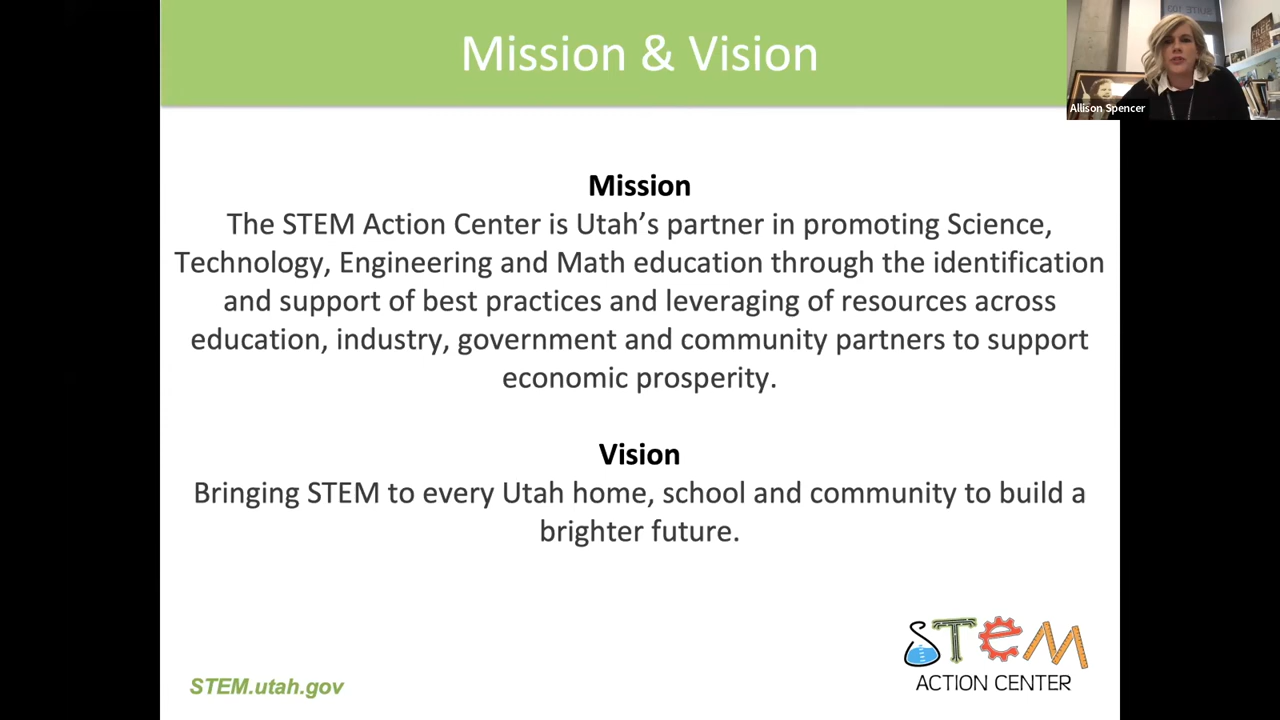 Mission & Vision
Allison Spencer
Mission
The STEM Action Center is Utah’s partner in promoting Science,
Technology, Engineering and Math education through the identification
and support of best practices and leveraging of resources across
education, industry, government and community partners to support
economic prosperity.
Vision
Bringing STEM to every Utah home, school and community to build a
brighter future.
STEM.utah.gov
STEM
ACTION CENTER